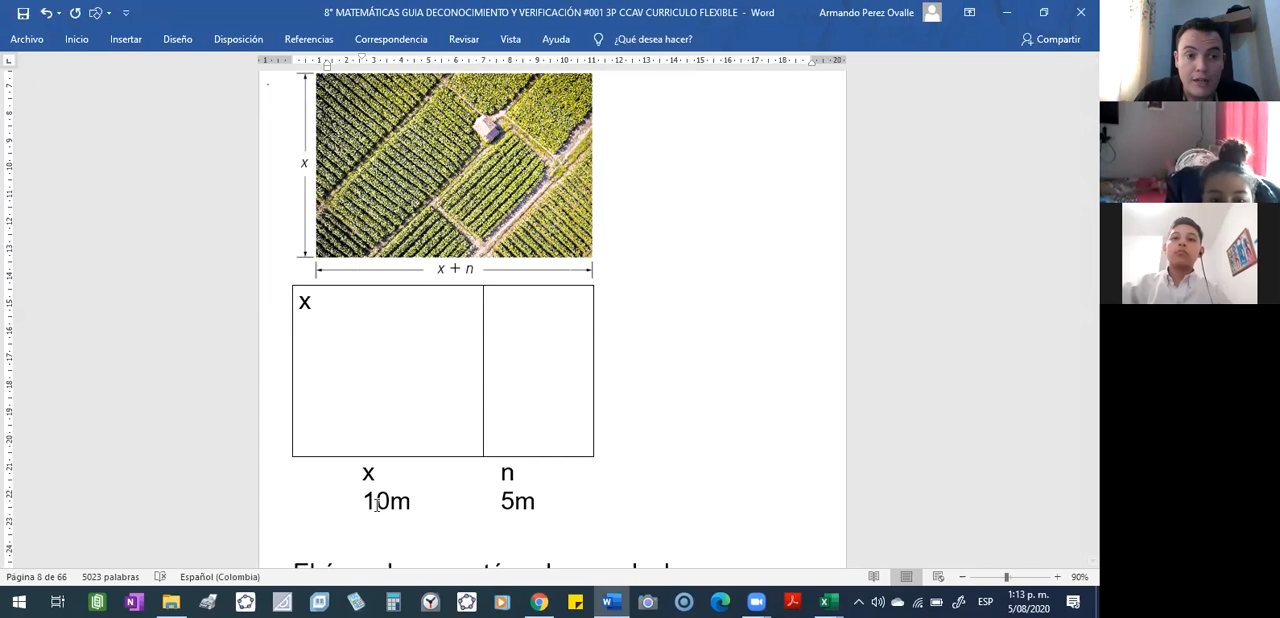 8° MATEMÁTICAS GUIA DECONOCIMIENTO Y VERIFICACIÓN #001 3P CCAV CURRICULO FLEXIBLE - Word
Armando Perez Ovalle
Archivo Inicio Insertar Diseño Disposición Referencias Correspondencia Revisar Vista Ayuda ¿Qué desea hacer? Compartir
x
x + n
x
x n
10m 5m
Página 8 de 66 5023 palabras Español (Colombia) 90%
ESP
1:13 p. m.
5/08/2020